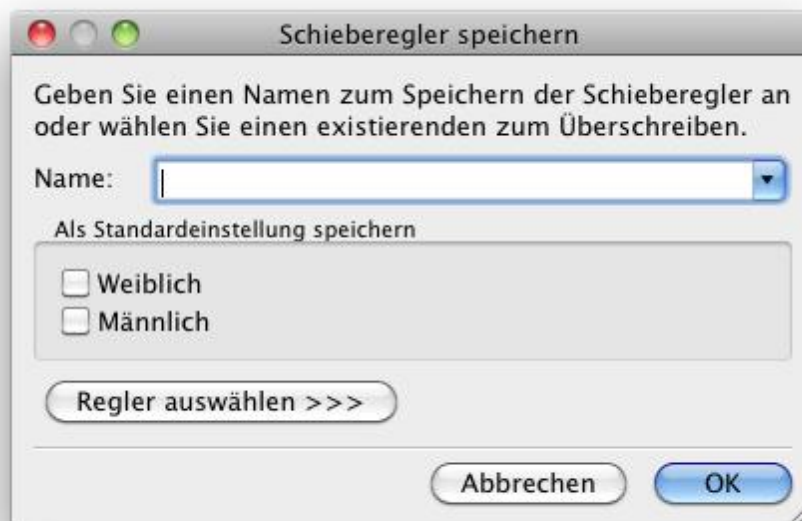 Schieberegler speichern
Geben Sie einen Namen zum Speichern der Schieberegler an
oder wählen Sie einen existierenden zum Überschreiben.
Name:
Als Standardeinstellung speichern
Weiblich
Männlich
Regler auswählen >>>
Abbrechen OK